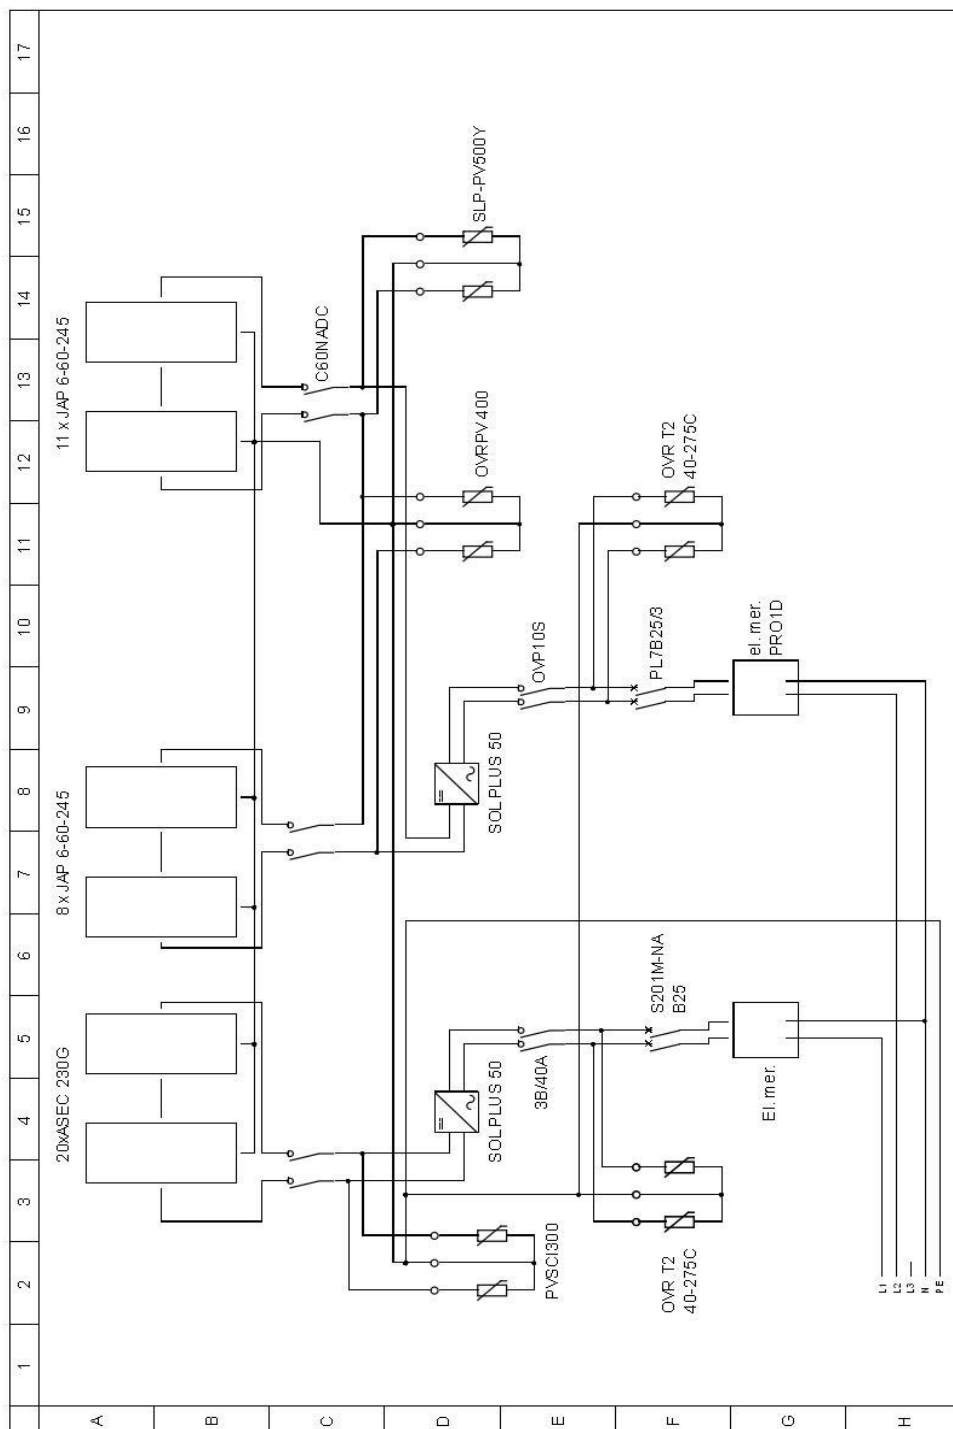 20xASEC 230G
8 x JAP 6-60-245
11 x JAP 6-60-245
C60NADC
PVSCI300
OVRPV 400
SLP-PV500Y
SOLPLUS 50
SOLPLUS 50
3B/40A
OVP10S
OVR T2
40-275C
S201M-NA
B25
PL7B25/3
OVR T2
40-275C
El. mer.
el. mer.
PRO1D
L1
L2
L3
N
PE
1
2
3
4
5
6
7
8
9
10
11
12
13
14
15
16
17
A
B
C
D
E
F
G
H